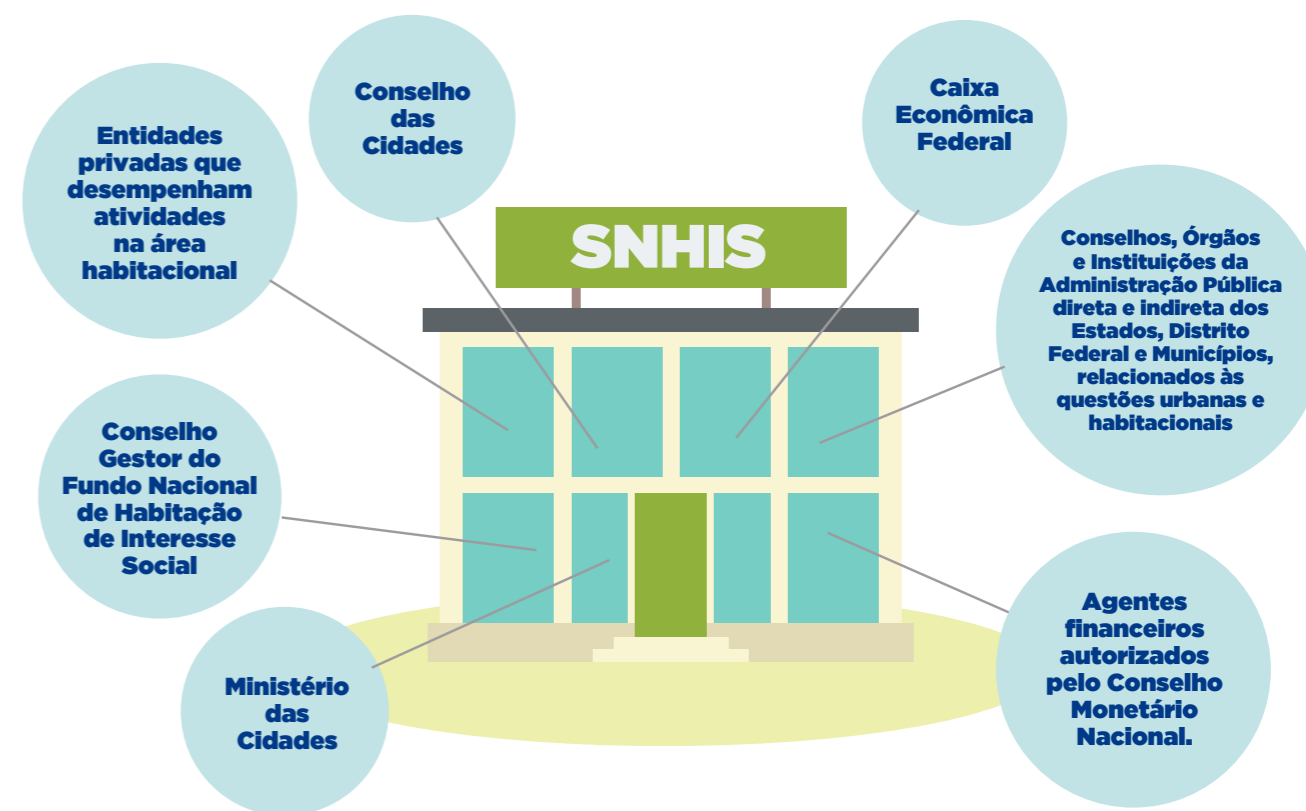 Entidades
privadas que
desempenham
atividades
na área
habitacional
Conselho
das
Cidades
Caixa
Econômica
Federal
SNHIS
Conselhos, Órgãos
e Instituições da
Administração Pública
direta e indireta dos
Estados, Distrito
Federal e Municípios,
relacionados às
questões urbanas e
habitacionais
Conselho
Gestor do
Fundo Nacional
de Habitação
de Interesse
Social
Ministério
das
Cidades
Agentes
financeiros
autorizados
pelo Conselho
Monetário
Nacional.